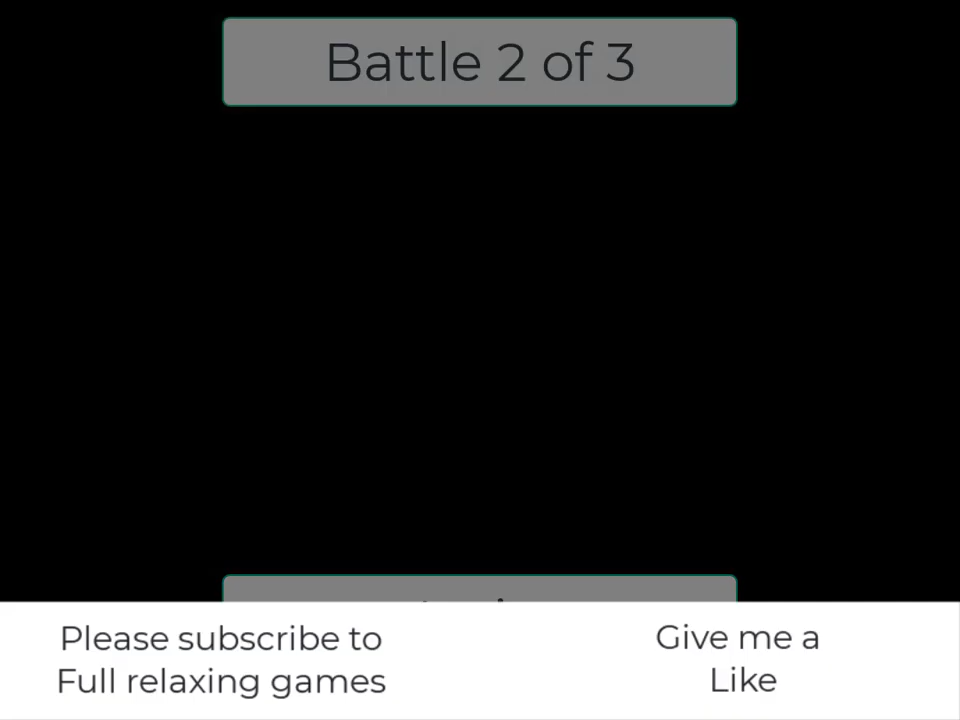 Battle 2 of 3
Please subscribe to
Full relaxing games
Give me a
Like